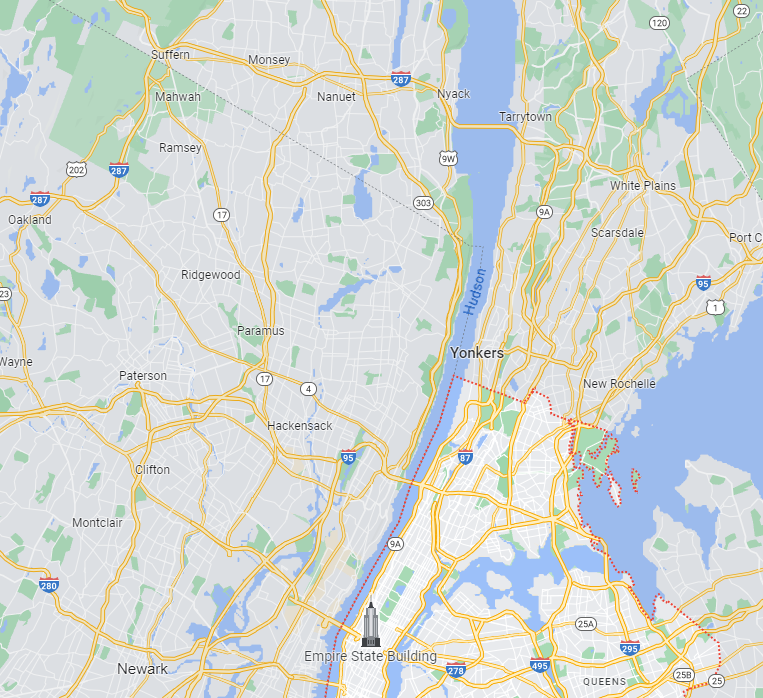 22
120
Suffern
Monsey
287
Mahwah
Nanuet
Nyack
Tarrytown
Ramsey
9W
202
287
287
White Plains
303
9A
17
Oakland
Scarsdale
Port C
Ridgewood
95
Hudson
23
1
Paramus
Yonkers
Wayne
Paterson
17
4
New Rochelle
Hackensack
95
87
Clifton
Montclair
9A
280
25A
295
Empire State Building
Newark
278
495
25B
25
QUEENS